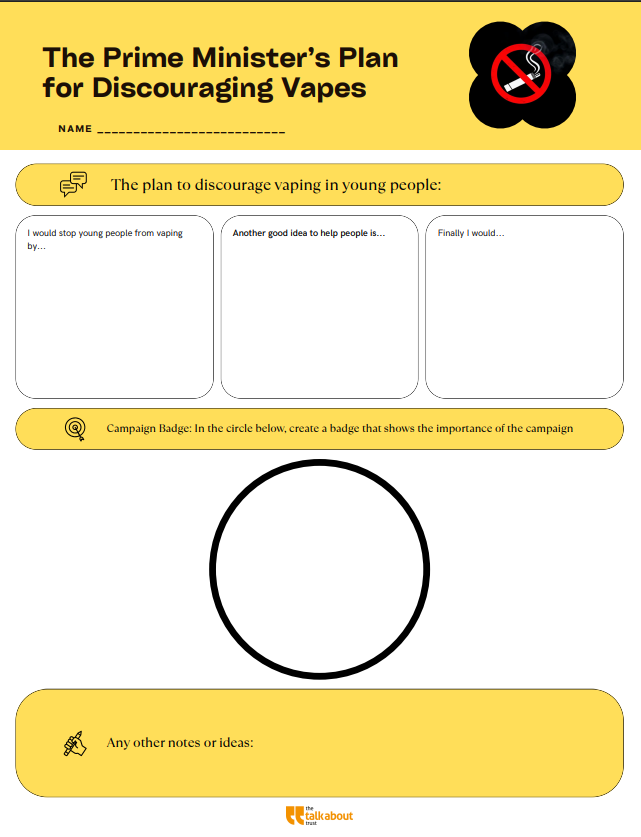 The Prime Minister's Plan
for Discouraging Vapes
NAME __________________________
The plan to discourage vaping in young people:
I would stop young people from vaping
by...
Another good idea to help people is...
Finally I would...
Campaign Badge: In the circle below, create a badge that shows the importance of the campaign
Any other notes or ideas:
the
talkabout
trust